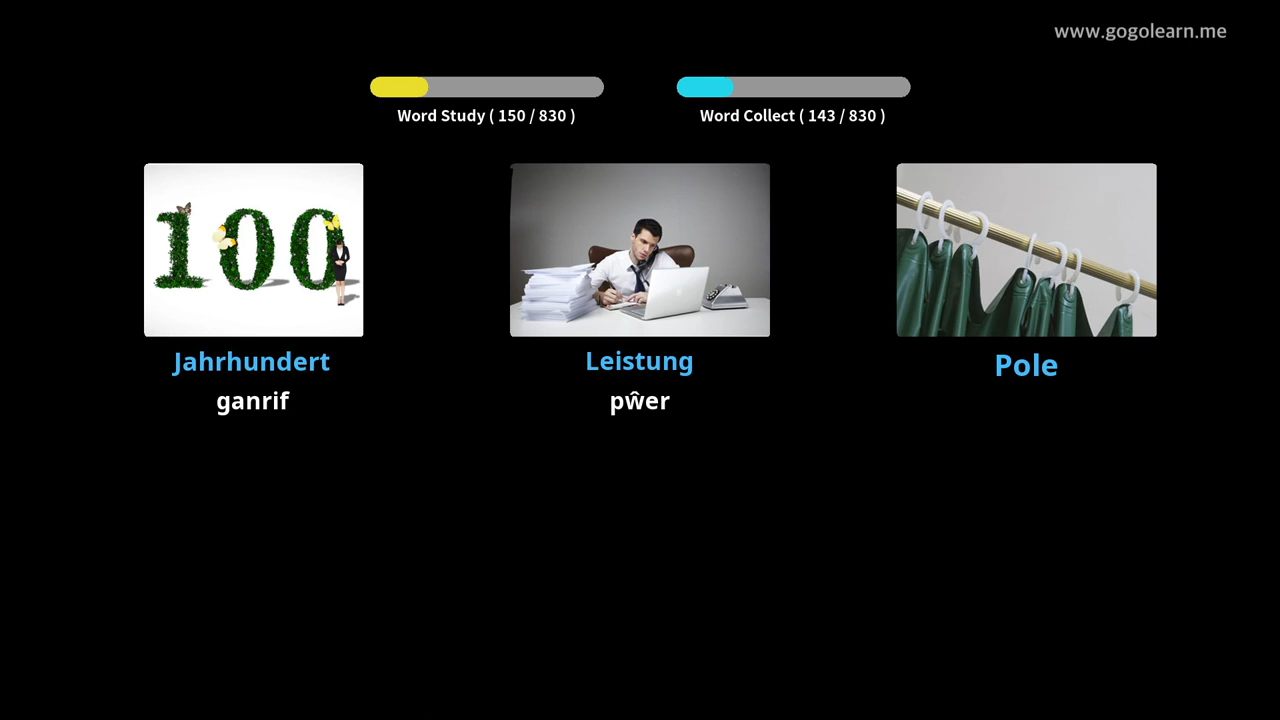 www.gogolearn.me
Word Study ( 150 / 830 )
Word Collect ( 143 / 830 )
100
Jahrhundert
Leistung
Pole
ganrif
pŵer